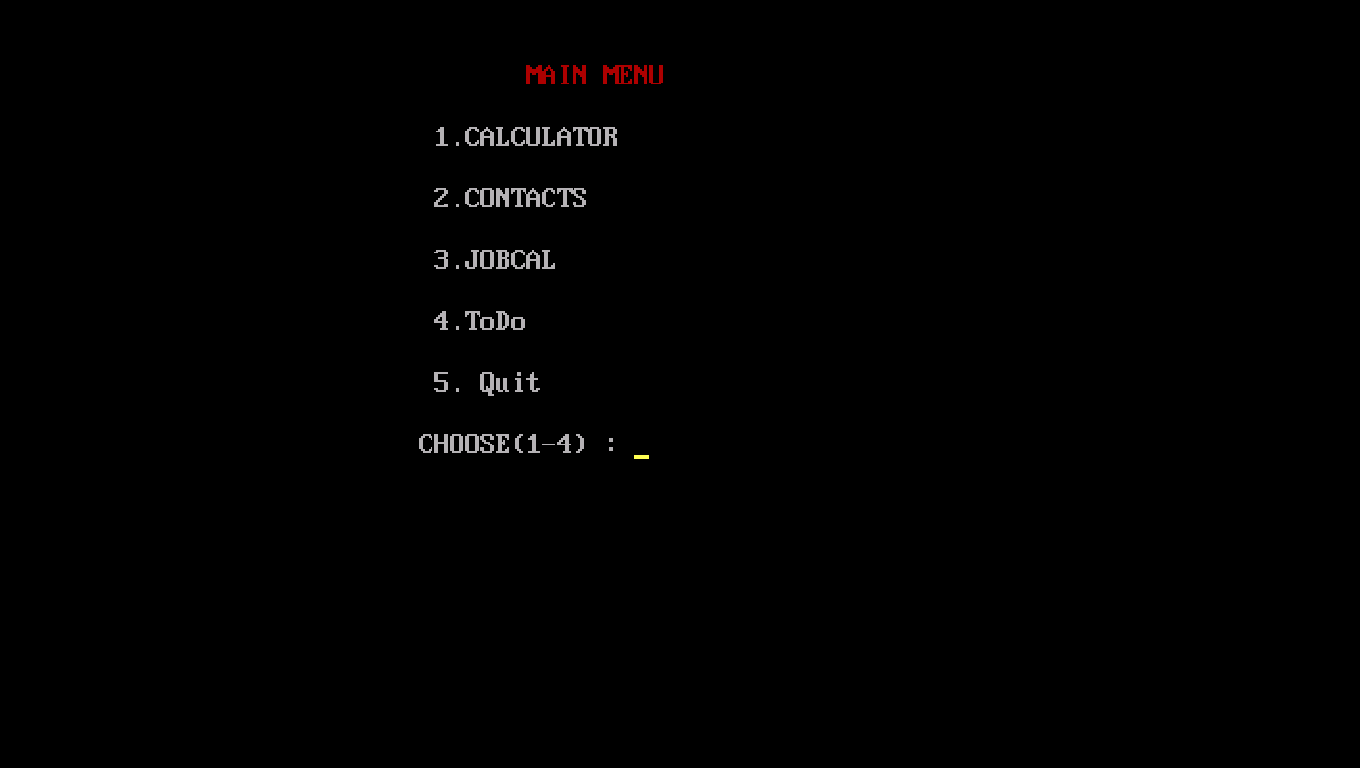 MAIN MENU
1.CALCULATOR
2.CONTACTS
3.JOBCAL
4.ToDo
5. Quit
CHOOSE(1-4) : _